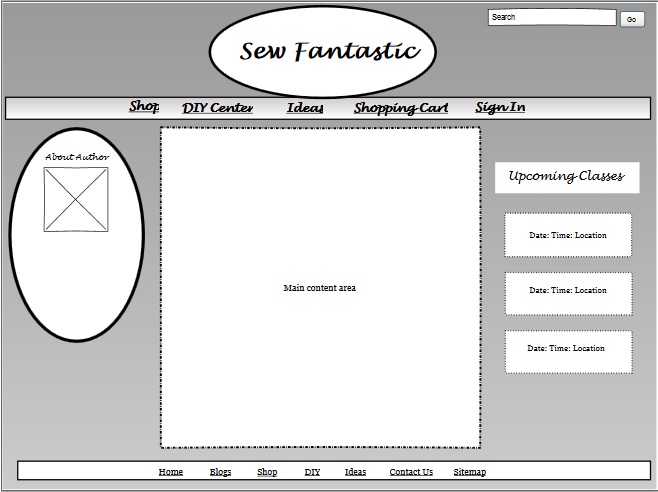 Search
Go
Sew Fantastic
Shop DIY Center Ideas Shopping Cart Sign In
About Author
Upcoming Classes
Date: Time: Location
Date: Time: Location
Date: Time: Location
Main content area
Home Blogs Shop DIY Ideas Contact Us Sitemap